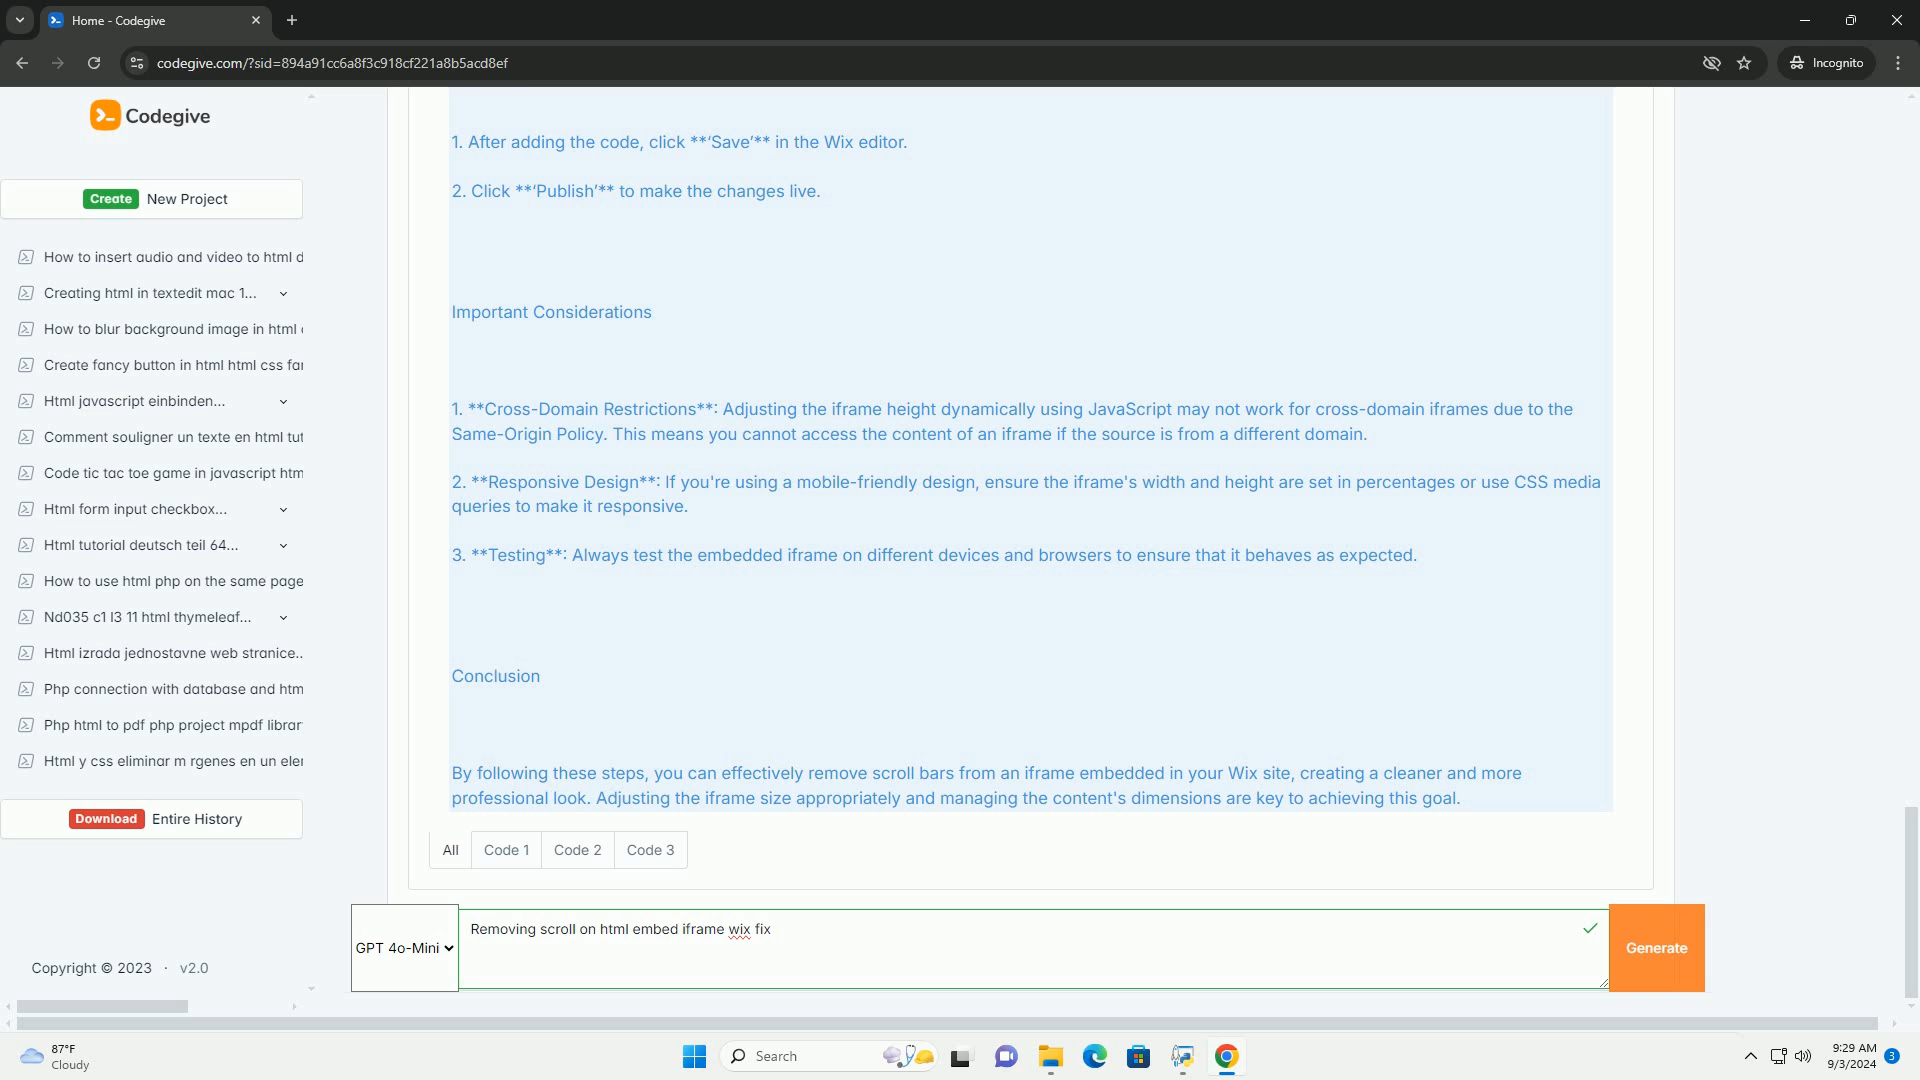 Home - Codegive
codegive.com/?sid=894a91cc6a8f3c918cf221a8b5acd8ef
Incognito
Codegive
Create New Project
How to insert audio and video to html d
Creating html in textedit mac 1...
How to blur background image in html
Create fancy button in html html css fa
Html javascript einbinden...
Comment souligner un texte en html tut
Code tic tac toe game in javascript htm
Html form input checkbox...
Html tutorial deutsch teil 64...
How to use html php on the same page
Nd035 c1 l3 11 html thymeleaf...
Html izrada jednostavne web stranice..
Php connection with database and htm
Php html to pdf php project mpdf librar
Html y css eliminar m rgenes en un eler
Download Entire History
Copyright © 2023 · v2.0
1. After adding the code, click **‘Save’** in the Wix editor.
2. Click **‘Publish’** to make the changes live.
Important Considerations
1. **Cross-Domain Restrictions**: Adjusting the iframe height dynamically using JavaScript may not work for cross-domain iframes due to the
Same-Origin Policy. This means you cannot access the content of an iframe if the source is from a different domain.
2. **Responsive Design**: If you're using a mobile-friendly design, ensure the iframe's width and height are set in percentages or use CSS media
queries to make it responsive.
3. **Testing**: Always test the embedded iframe on different devices and browsers to ensure that it behaves as expected.
Conclusion
By following these steps, you can effectively remove scroll bars from an iframe embedded in your Wix site, creating a cleaner and more
professional look. Adjusting the iframe size appropriately and managing the content's dimensions are key to achieving this goal.
All Code 1 Code 2 Code 3
GPT 4o-Mini
Removing scroll on html embed iframe wix fix
Generate
87°F
Cloudy
Search
9:29 AM
9/3/2024
3